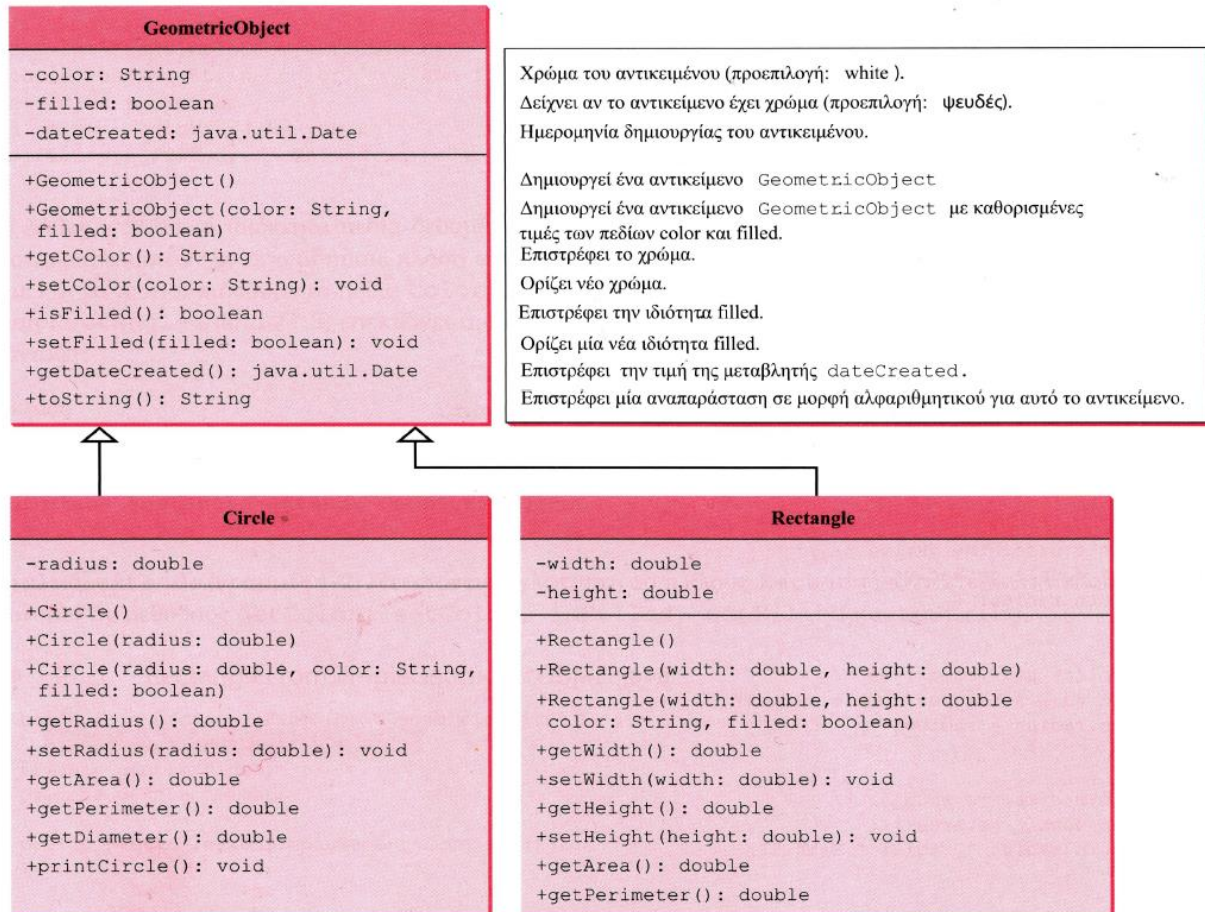 GeometricObject
-color: String
-filled: boolean
-dateCreated: java.util.Date
+GeometricObject()
+GeometricObject(color: String,
filled: boolean)
+getColor(): String
+setColor(color: String): void
+isFilled(): boolean
+setFilled(filled: boolean): void
+getDateCreated(): java.util.Date
+toString(): String
Χρώμα του αντικειμένου (προεπιλογή: white ).
Δείχνει αν το αντικείμενο έχει χρώμα (προεπιλογή: ψευδές).
Ημερομηνία δημιουργίας του αντικειμένου.
Δημιουργεί ένα αντικείμενο GeometricObject
Δημιουργεί ένα αντικείμενο GeometricObject με καθορισμένες
τιμές των πεδίων color και filled.
Επιστρέφει το χρώμα.
Ορίζει νέο χρώμα.
Επιστρέφει την ιδιότητα filled.
Ορίζει μία νέα ιδιότητα filled.
Επιστρέφει την τιμή της μεταβλητής dateCreated.
Επιστρέφει μία αναπαράσταση σε μορφή αλφαριθμητικού για αυτό το αντικείμενο.
Circle
-radius: double
+Circle()
+Circle(radius: double)
+Circle(radius: double, color: String,
filled: boolean)
+getRadius(): double
+setRadius(radius: double): void
+getArea(): double
+getPerimeter(): double
+getDiameter(): double
+printCircle(): void
Rectangle
-width: double
-height: double
+Rectangle()
+Rectangle(width: double, height: double)
+Rectangle(width: double, height: double
color: String, filled: boolean)
+getWidth(): double
+setWidth(width: double): void
+getHeight(): double
+setHeight(height: double): void
+getArea(): double
+getPerimeter(): double